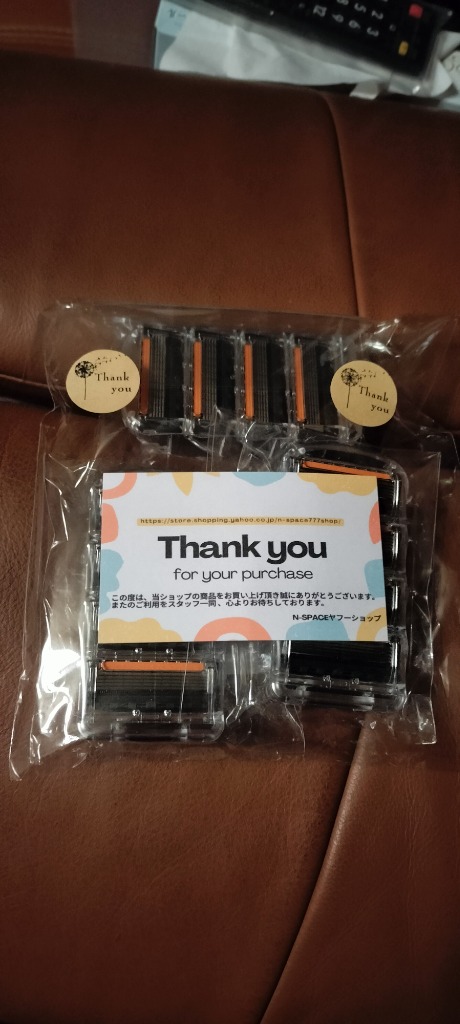 Thank
you
Thank
you
https://store.shopping.yahoo.co.jp/n-space777shop/
Thank you
for your purchase
この度は、当ショップの商品をお買い上げ頂き誠にありがとうございます。
またのご利用をスタッフ一同、心よりお待ちしております。
N-SPACEヤフーショップ